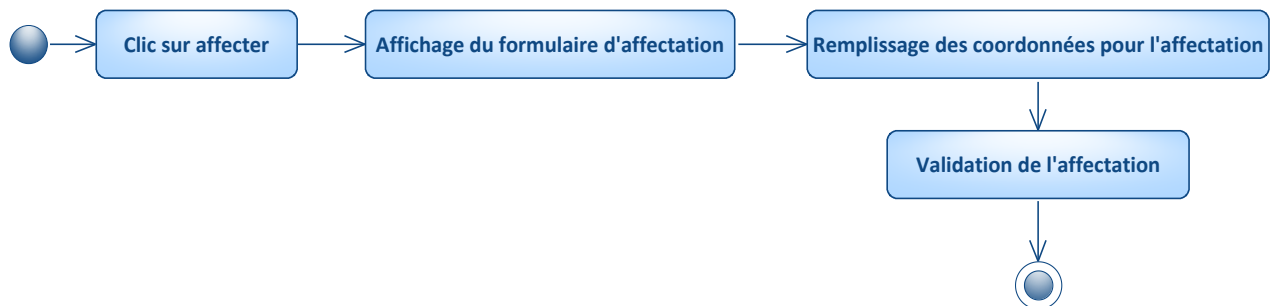 Clic sur affecter
Affichage du formulaire d'affectation
Remplissage des coordonnées pour l'affectation
Validation de l'affectation